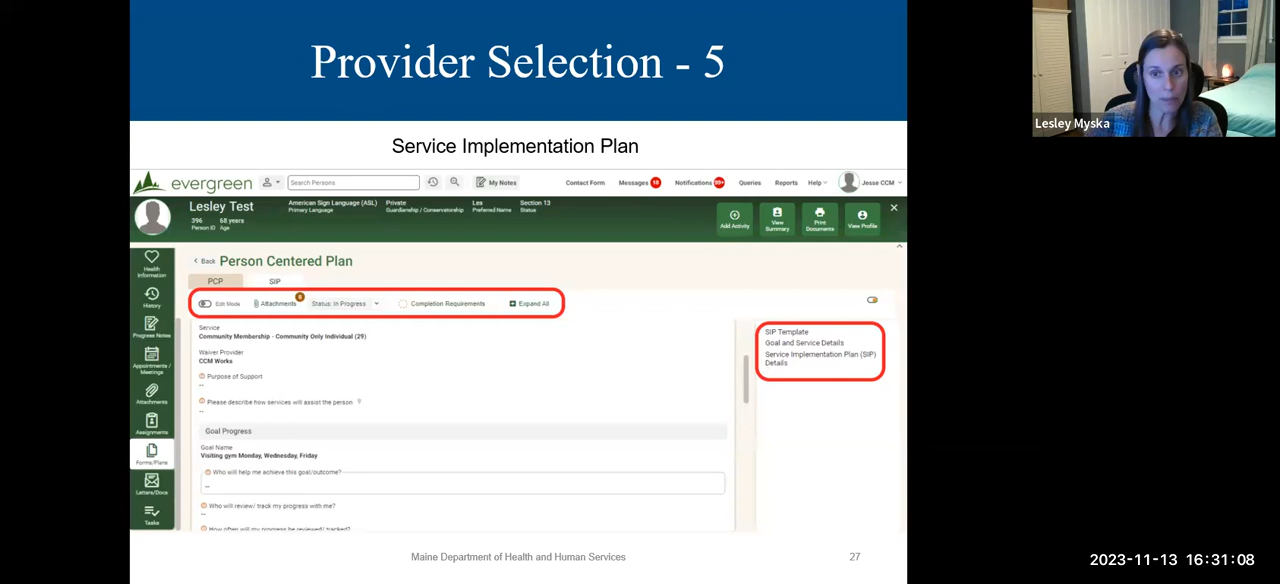 Provider Selection - 5
Lesley Myska
Service Implementation Plan
evergreen
Search Persons
My Notes
Contact Form
Messages 18
Notifications 99+
Queries
Reports
Help
Jesse CCM
Lesley Test
396 68 years
Person ID Age
American Sign Language (ASL)
Primary Language
Private
Guardianship / Conservatorship
Les
Preferred Name
Section 13
Status
Add Activity
View Summary
Print Documents
View Profile
Health Information
History
Progress Notes
Appointments / Meetings
Attachments
Assignments
Forms/Plans
Letters/Docs
Tasks
Back Person Centered Plan
PCP SIP
Edit Mode Attachments Status: In Progress Completion Requirements Expand All
Service
Community Membership - Community Only Individual (29)
Waiver Provider
CCM Works
Purpose of Support
--
Please describe how services will assist the person
--
Goal Progress
Goal Name
Visiting gym Monday, Wednesday, Friday
Who will help me achieve this goal/outcome?
--
Who will review/ track my progress with me?
--
How often will my progress be reviewed/ tracked?
SIP Template
Goal and Service Details
Service Implementation Plan (SIP)
Details
Maine Department of Health and Human Services
27
2023-11-13 16:31:08